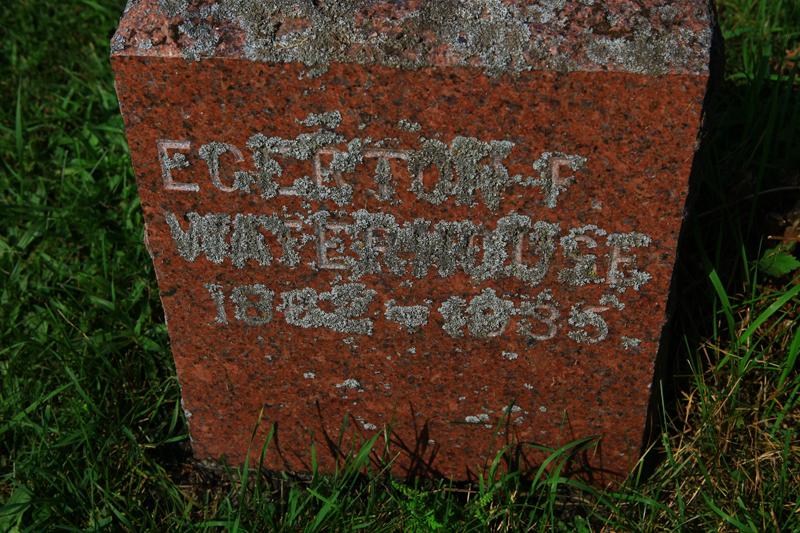 EGERTON F
WATERHOUSE
1862 – 1935